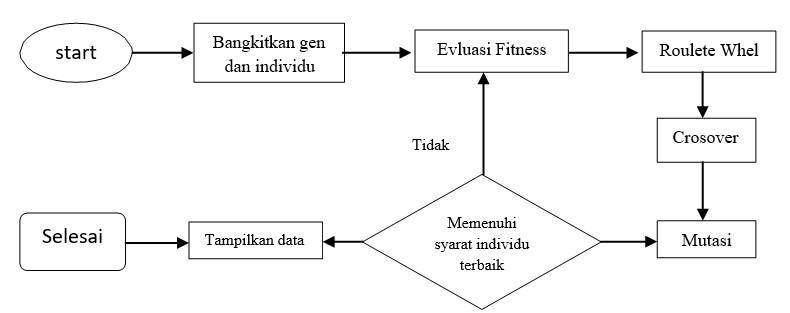 start
Bangkitkan gen
dan individu
Evluasi Fitness
Roulete Whel
Crosover
Tidak
Memenuhi
syarat individu
terbaik
Mutasi
Tampilkan data
Selesai